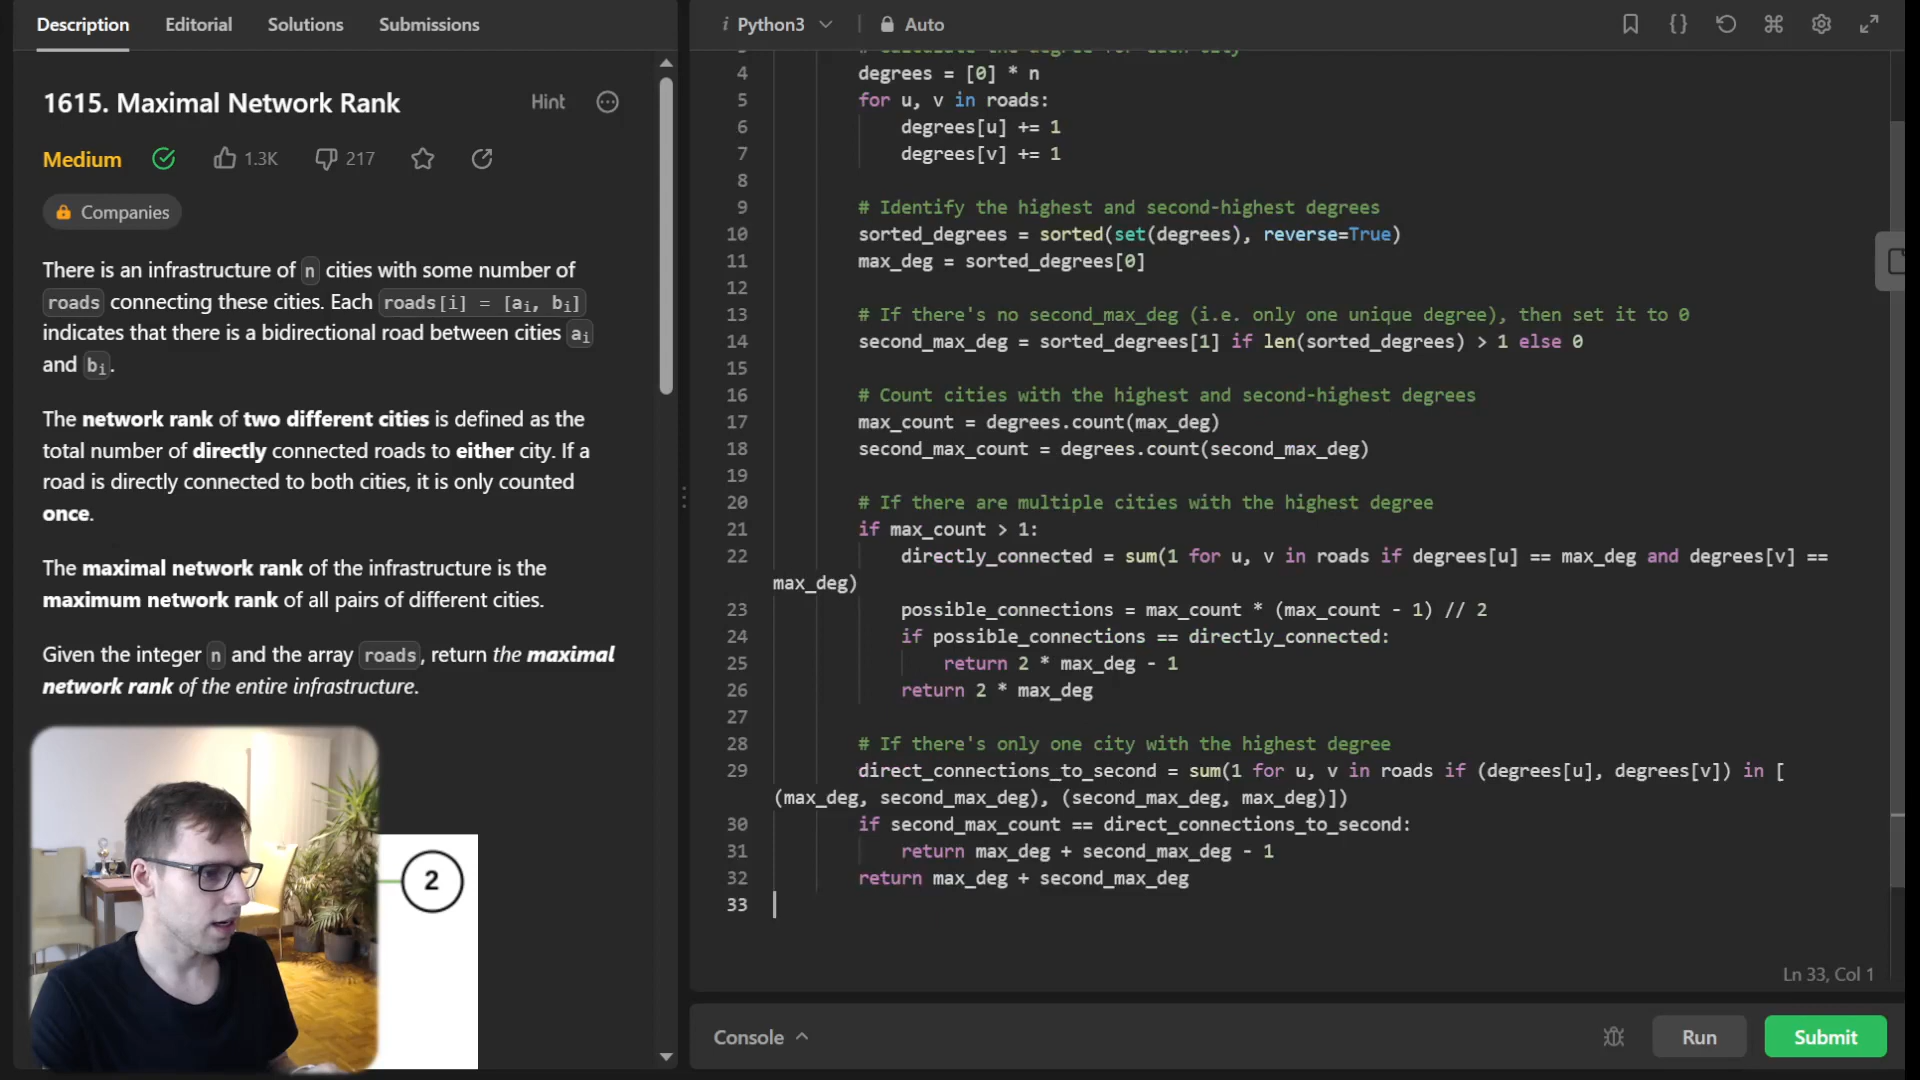 Description
Editorial
Solutions
Submissions
1615. Maximal Network Rank
Hint
Medium
1.3K
217
Companies
There is an infrastructure of n cities with some number of
roads connecting these cities. Each roads[i] = [ai, bi]
indicates that there is a bidirectional road between cities ai
and bi.
The network rank of two different cities is defined as the
total number of directly connected roads to either city. If a
road is directly connected to both cities, it is only counted
once.
The maximal network rank of the infrastructure is the
maximum network rank of all pairs of different cities.
Given the integer n and the array roads, return the maximal
network rank of the entire infrastructure.
2
i Python3
Auto
3 # Calculate the degree for each city
4 degrees = [0] * n
5 for u, v in roads:
6 degrees[u] += 1
7 degrees[v] += 1
8
9 # Identify the highest and second-highest degrees
10 sorted_degrees = sorted(set(degrees), reverse=True)
11 max_deg = sorted_degrees[0]
12
13 # If there's no second_max_deg (i.e. only one unique degree), then set it to 0
14 second_max_deg = sorted_degrees[1] if len(sorted_degrees) > 1 else 0
15
16 # Count cities with the highest and second-highest degrees
17 max_count = degrees.count(max_deg)
18 second_max_count = degrees.count(second_max_deg)
19
20 # If there are multiple cities with the highest degree
21 if max_count > 1:
22 directly_connected = sum(1 for u, v in roads if degrees[u] == max_deg and degrees[v] ==
max_deg)
23 possible_connections = max_count * (max_count - 1) // 2
24 if possible_connections == directly_connected:
25 return 2 * max_deg - 1
26 return 2 * max_deg
27
28 # If there's only one city with the highest degree
29 direct_connections_to_second = sum(1 for u, v in roads if (degrees[u], degrees[v]) in [
(max_deg, second_max_deg), (second_max_deg, max_deg)])
30 if second_max_count == direct_connections_to_second:
31 return max_deg + second_max_deg - 1
32 return max_deg + second_max_deg
33
Ln 33, Col 1
Console
Run
Submit